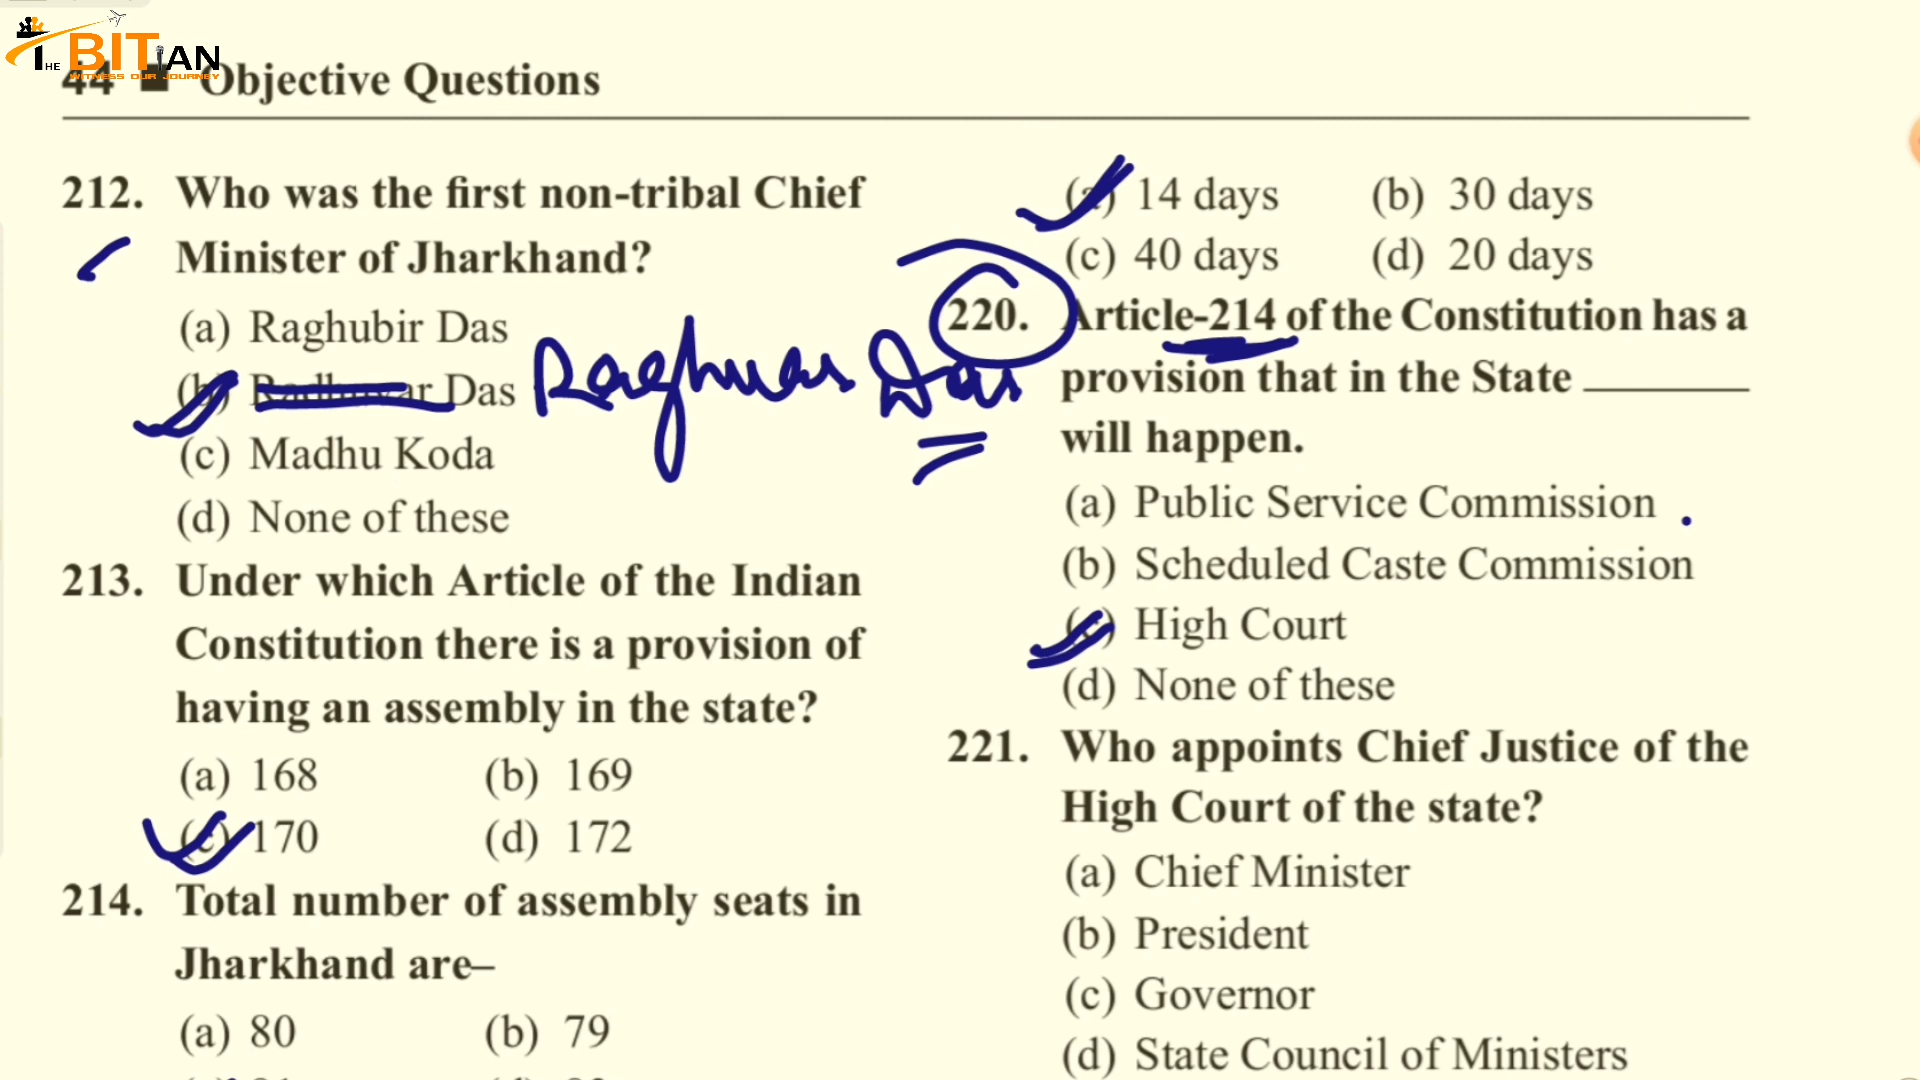 THE BITIAN
WITNESS OUR JOURNEY
44 ■ Objective Questions
212. Who was the first non-tribal Chief
Minister of Jharkhand?
(a) Raghubir Das
(b) Radhuvar Das Raghuvar Das
(c) Madhu Koda
(d) None of these
213. Under which Article of the Indian
Constitution there is a provision of
having an assembly in the state?
(a) 168 (b) 169
(c) 170 (d) 172
214. Total number of assembly seats in
Jharkhand are–
(a) 80 (b) 79
(a) 14 days (b) 30 days
(c) 40 days (d) 20 days
220. Article-214 of the Constitution has a
provision that in the State ________
will happen.
(a) Public Service Commission
(b) Scheduled Caste Commission
(c) High Court
(d) None of these
221. Who appoints Chief Justice of the
High Court of the state?
(a) Chief Minister
(b) President
(c) Governor
(d) State Council of Ministers